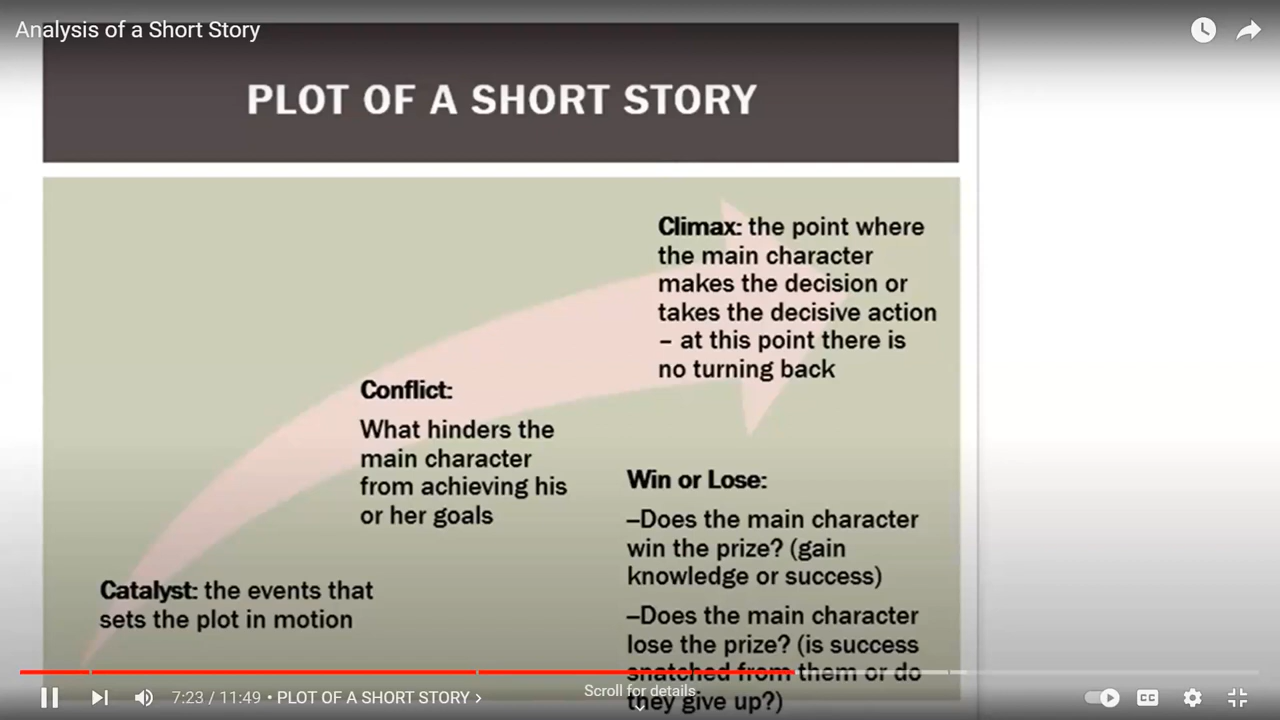 Analysis of a Short Story
PLOT OF A SHORT STORY
Climax: the point where
the main character
makes the decision or
takes the decisive action
– at this point there is
no turning back
Conflict:
What hinders the
main character
from achieving his
or her goals
Win or Lose:
–Does the main character
win the prize? (gain
knowledge or success)
Catalyst: the events that
sets the plot in motion
–Does the main character
lose the prize? (is success
snatched from them or do
they give up?)
Scroll for details
7:23 / 11:49 • PLOT OF A SHORT STORY ›
CC